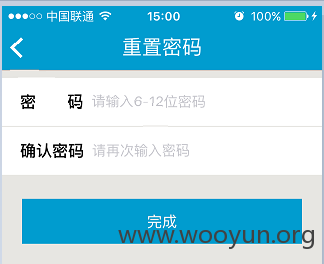 中国联通 15:00 100%
重置密码
密 码 请输入6-12位密码
确认密码 请再次输入密码
完成
www.wooyun.org